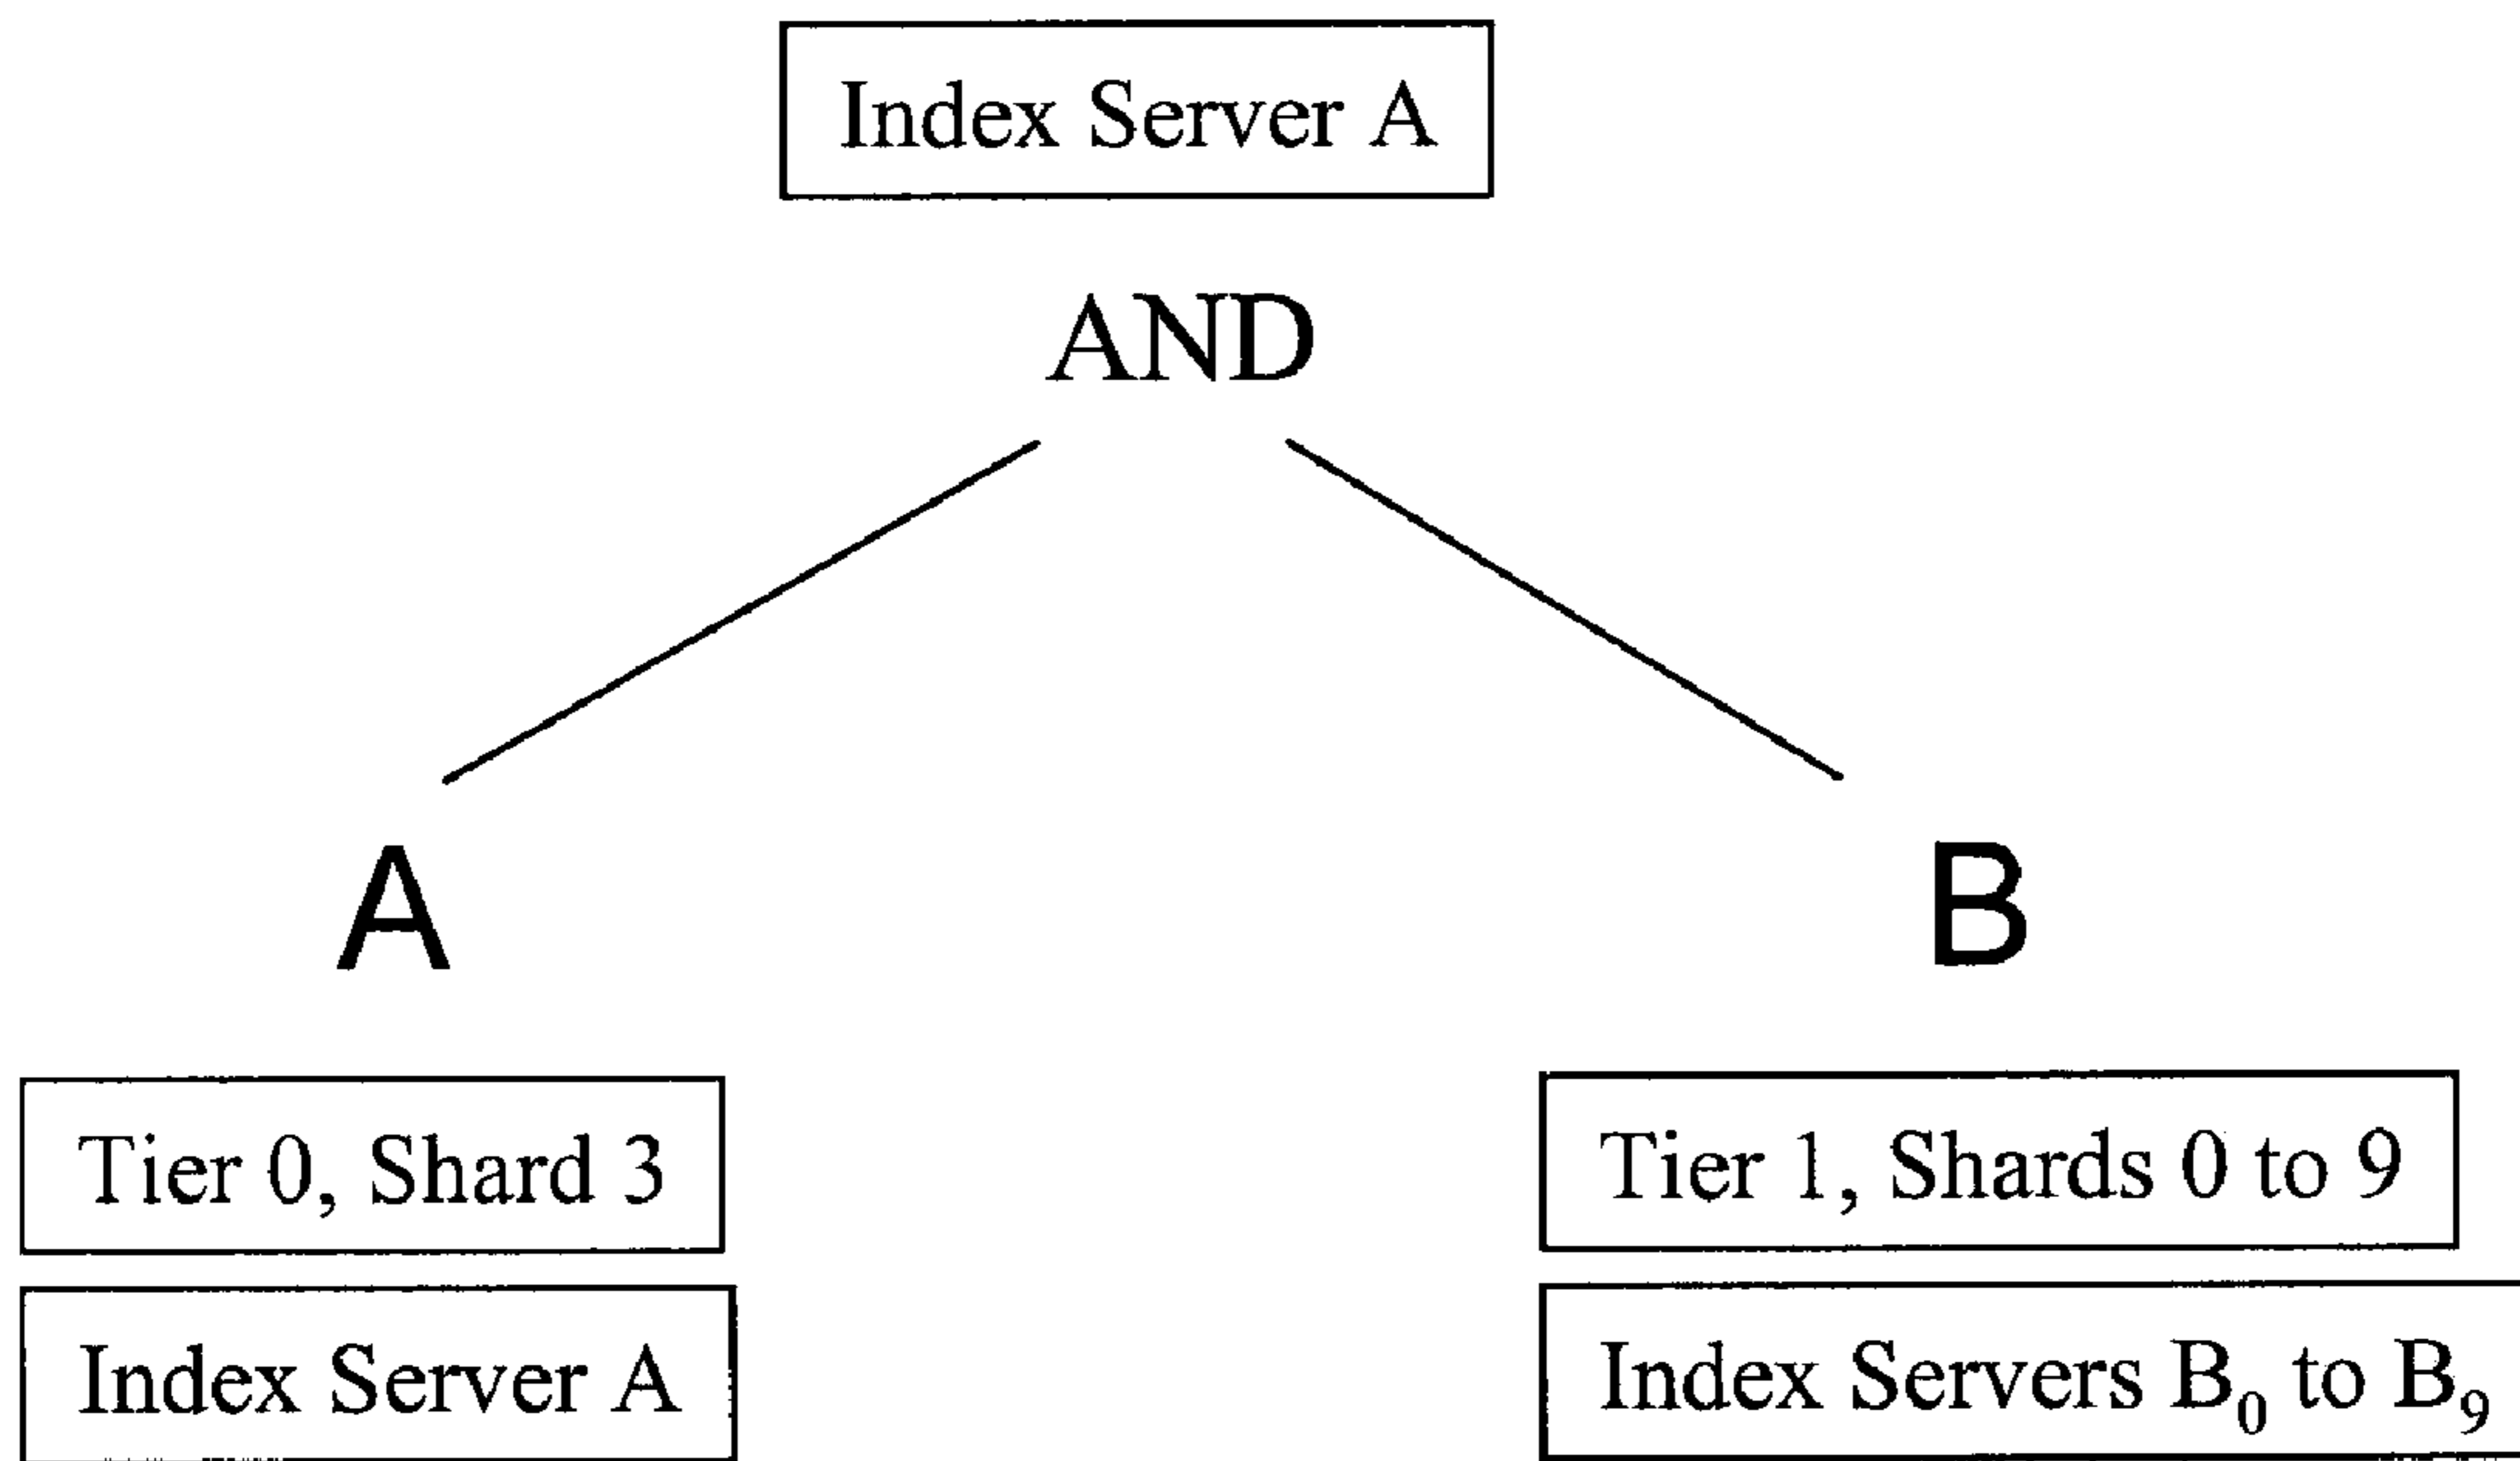 Index Server A
AND
A
B
Tier 0, Shard 3
Tier 1, Shards 0 to 9
Index Server A
Index Servers B₀ to B₉